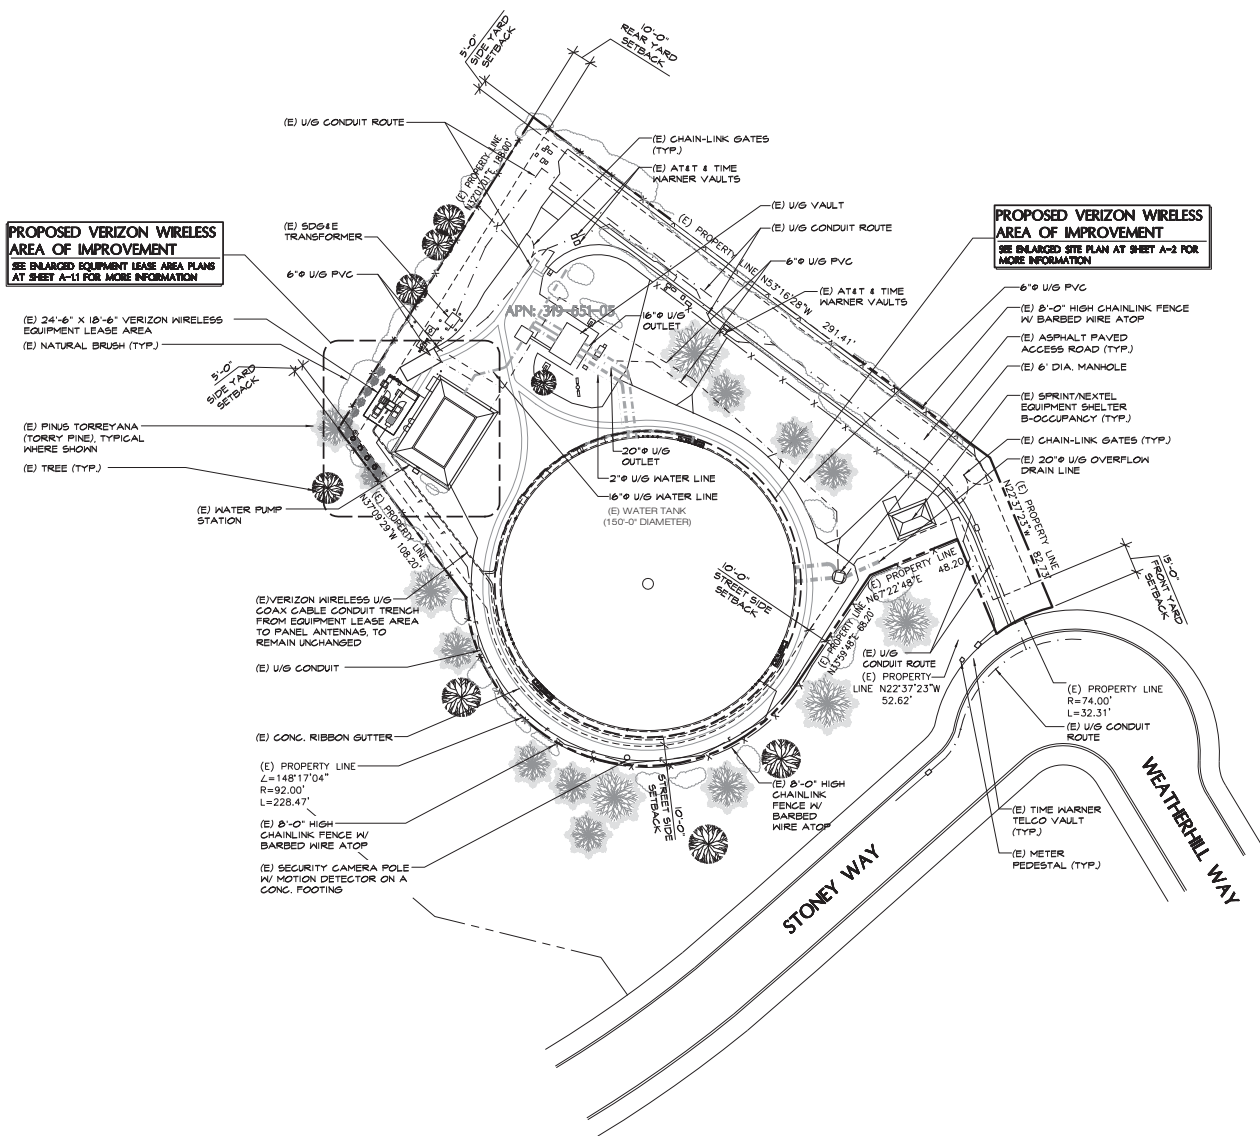 5'-0"
SIDE YARD
SETBACK
10'-0"
REAR YARD
SETBACK
(E) U/G CONDUIT ROUTE
(E) PROPERTY LINE
N32°01'01"E 188.00'
(E) CHAIN-LINK GATES
(TYP.)
(E) AT&T & TIME
WARNER VAULTS
(E) U/G VAULT
(E) U/G CONDUIT ROUTE
6"Φ U/G PVC
(E) AT&T & TIME
WARNER VAULTS
PROPOSED VERIZON WIRELESS
AREA OF IMPROVEMENT
SEE ENLARGED EQUIPMENT LEASE AREA PLANS
AT SHEET A-1.1 FOR MORE INFORMATION
PROPOSED VERIZON WIRELESS
AREA OF IMPROVEMENT
SEE ENLARGED SITE PLAN AT SHEET A-2 FOR
MORE INFORMATION
(E) SDG&E
TRANSFORMER
6"Φ U/G PVC
(E) PROPERTY LINE N53°16'28"W 291.41'
APN: 319-651-05
16"Φ U/G
OUTLET
(E) 24'-6" X 18'-6" VERIZON WIRELESS
EQUIPMENT LEASE AREA
(E) NATURAL BRUSH (TYP.)
5'-0"
SIDE YARD
SETBACK
(E) PINUS TORREYANA
(TORRY PINE), TYPICAL
WHERE SHOWN
(E) TREE (TYP.)
(E) WATER PUMP
STATION
(E) PROPERTY LINE
N37°09'29"W 108.20'
6"Φ U/G PVC
(E) 8'-0" HIGH CHAINLINK FENCE
W/ BARBED WIRE ATOP
(E) ASPHALT PAVED
ACCESS ROAD (TYP.)
(E) 6' DIA. MANHOLE
(E) SPRINT/NEXTEL
EQUIPMENT SHELTER
B-OCCUPANCY (TYP.)
(E) CHAIN-LINK GATES (TYP.)
(E) 20"Φ U/G OVERFLOW
DRAIN LINE
20"Φ U/G
OUTLET
2"Φ U/G WATER LINE
16"Φ U/G WATER LINE
(E) WATER TANK
(150'-0" DIAMETER)
(E) PROPERTY LINE
N22°37'23"W 82.73'
15'-0"
FRONT YARD
SETBACK
10'-0"
STREET SIDE
SETBACK
(E) PROPERTY LINE
N67°22'48"E 48.20'
(E) PROPERTY LINE
N33°59'48"E 68.20'
(E)VERIZON WIRELESS U/G
COAX CABLE CONDUIT TRENCH
FROM EQUIPMENT LEASE AREA
TO PANEL ANTENNAS, TO
REMAIN UNCHANGED
(E) U/G CONDUIT
(E) U/G
CONDUIT ROUTE
(E) PROPERTY
LINE N22°37'23"W
52.62'
(E) PROPERTY LINE
R=74.00'
L=32.31'
(E) U/G CONDUIT
ROUTE
(E) CONC. RIBBON GUTTER
(E) PROPERTY LINE
∠=148°17'04"
R=92.00'
L=228.47'
(E) 8'-0" HIGH
CHAINLINK FENCE W/
BARBED WIRE ATOP
(E) SECURITY CAMERA POLE
W/ MOTION DETECTOR ON A
CONC. FOOTING
10'-0"
STREET SIDE
SETBACK
(E) 8'-0" HIGH
CHAINLINK
FENCE W/
BARBED
WIRE ATOP
(E) TIME WARNER
TELCO VAULT
(TYP.)
(E) METER
PEDESTAL (TYP.)
STONEY WAY
WEATHERHILL WAY